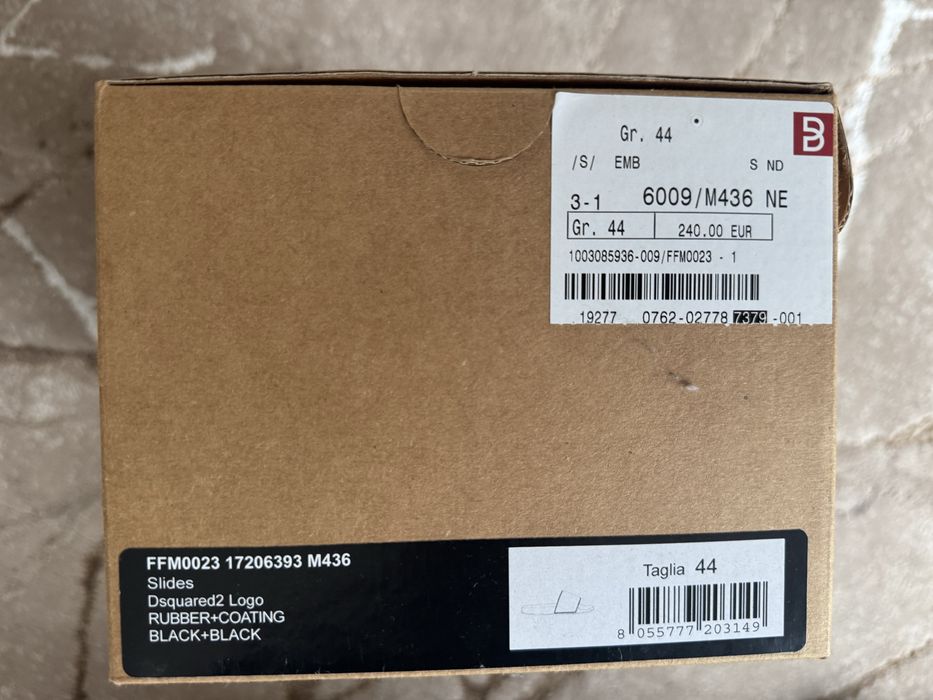 Gr. 44
/S/ EMB S ND
3-1 6009/M436 NE
Gr. 44 240.00 EUR
1003085936-009/FFM0023 - 1
19277 0762-02778 7379 -001
FFM0023 17206393 M436
Slides
Dsquared2 Logo
RUBBER+COATING
BLACK+BLACK
Taglia 44
8 055777 203149